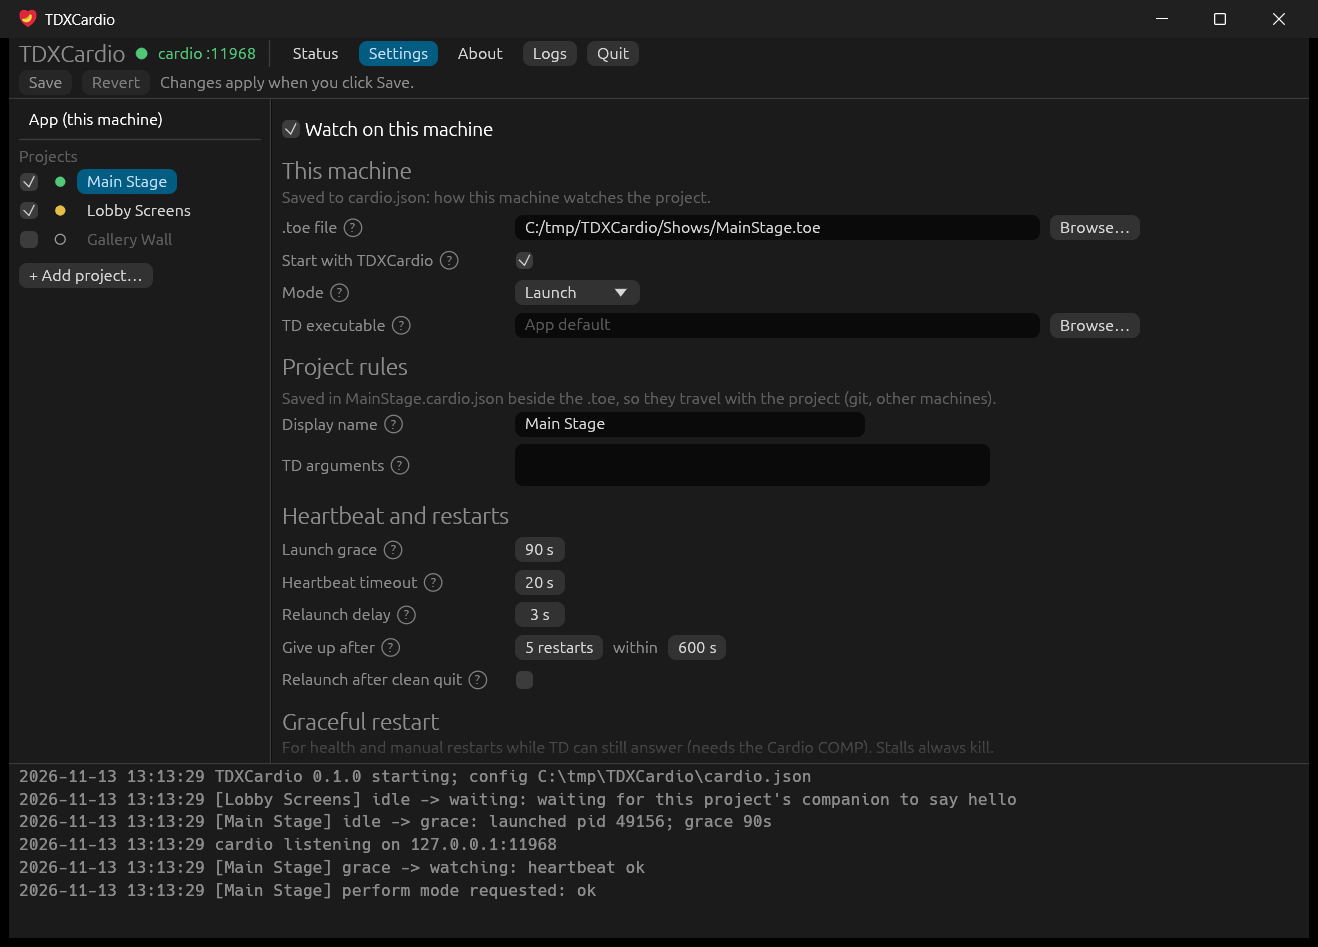 TDXCardio
TDXCardio cardio :11968 Status Settings About Logs Quit
Save Revert Changes apply when you click Save.
App (this machine)
Projects
Main Stage
Lobby Screens
Gallery Wall
+ Add project…
Watch on this machine
This machine
Saved to cardio.json: how this machine watches the project.
.toe file ? C:/tmp/TDXCardio/Shows/MainStage.toe Browse…
Start with TDXCardio ?
Mode ? Launch
TD executable ? App default Browse…
Project rules
Saved in MainStage.cardio.json beside the .toe, so they travel with the project (git, other machines).
Display name ? Main Stage
TD arguments ?
Heartbeat and restarts
Launch grace ? 90 s
Heartbeat timeout ? 20 s
Relaunch delay ? 3 s
Give up after ? 5 restarts within 600 s
Relaunch after clean quit ?
Graceful restart
For health and manual restarts while TD can still answer (needs the Cardio COMP). Stalls always kill.
2026-11-13 13:13:29 TDXCardio 0.1.0 starting; config C:\tmp\TDXCardio\cardio.json
2026-11-13 13:13:29 [Lobby Screens] idle -> waiting: waiting for this project's companion to say hello
2026-11-13 13:13:29 [Main Stage] idle -> grace: launched pid 49156; grace 90s
2026-11-13 13:13:29 cardio listening on 127.0.0.1:11968
2026-11-13 13:13:29 [Main Stage] grace -> watching: heartbeat ok
2026-11-13 13:13:29 [Main Stage] perform mode requested: ok